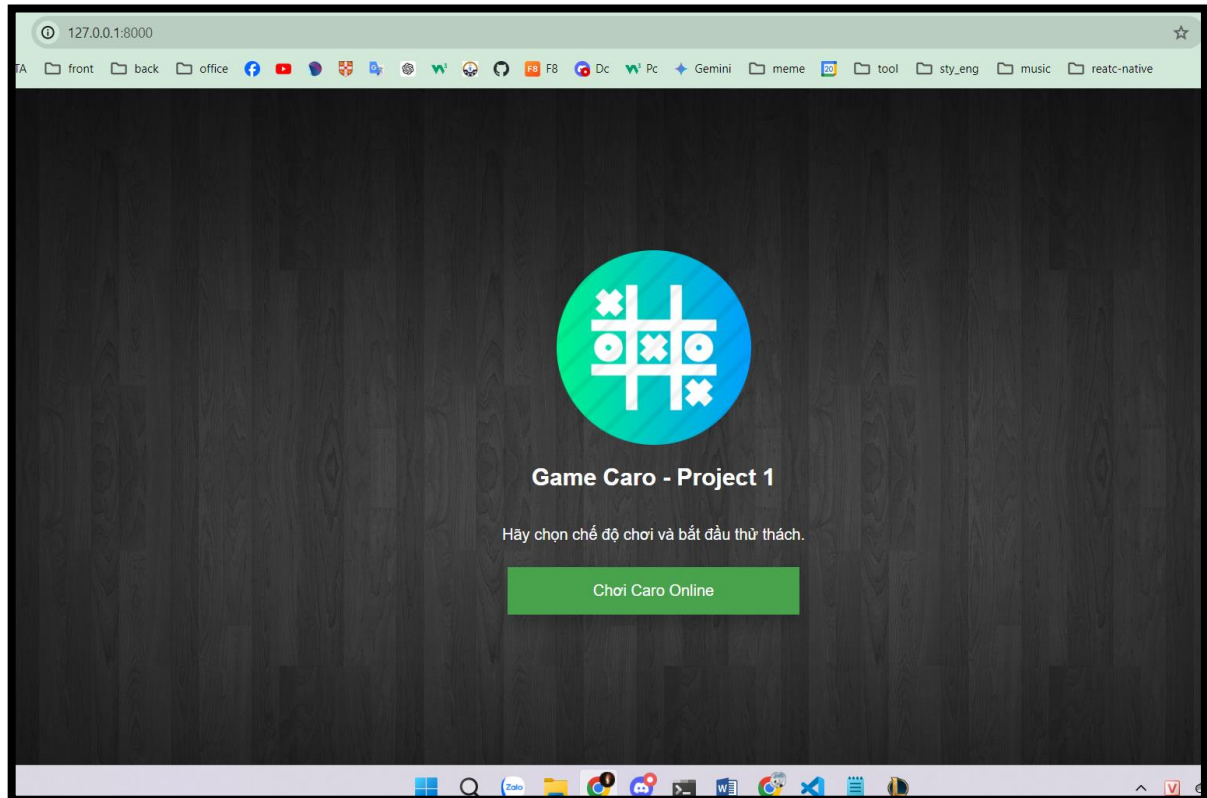 127.0.0.1:8000
TA front back office F8 F8 Dc Pc Gemini meme 20 tool sty_eng music reatc-native
Game Caro - Project 1
Hãy chọn chế độ chơi và bắt đầu thử thách.
Chơi Caro Online
Zalo